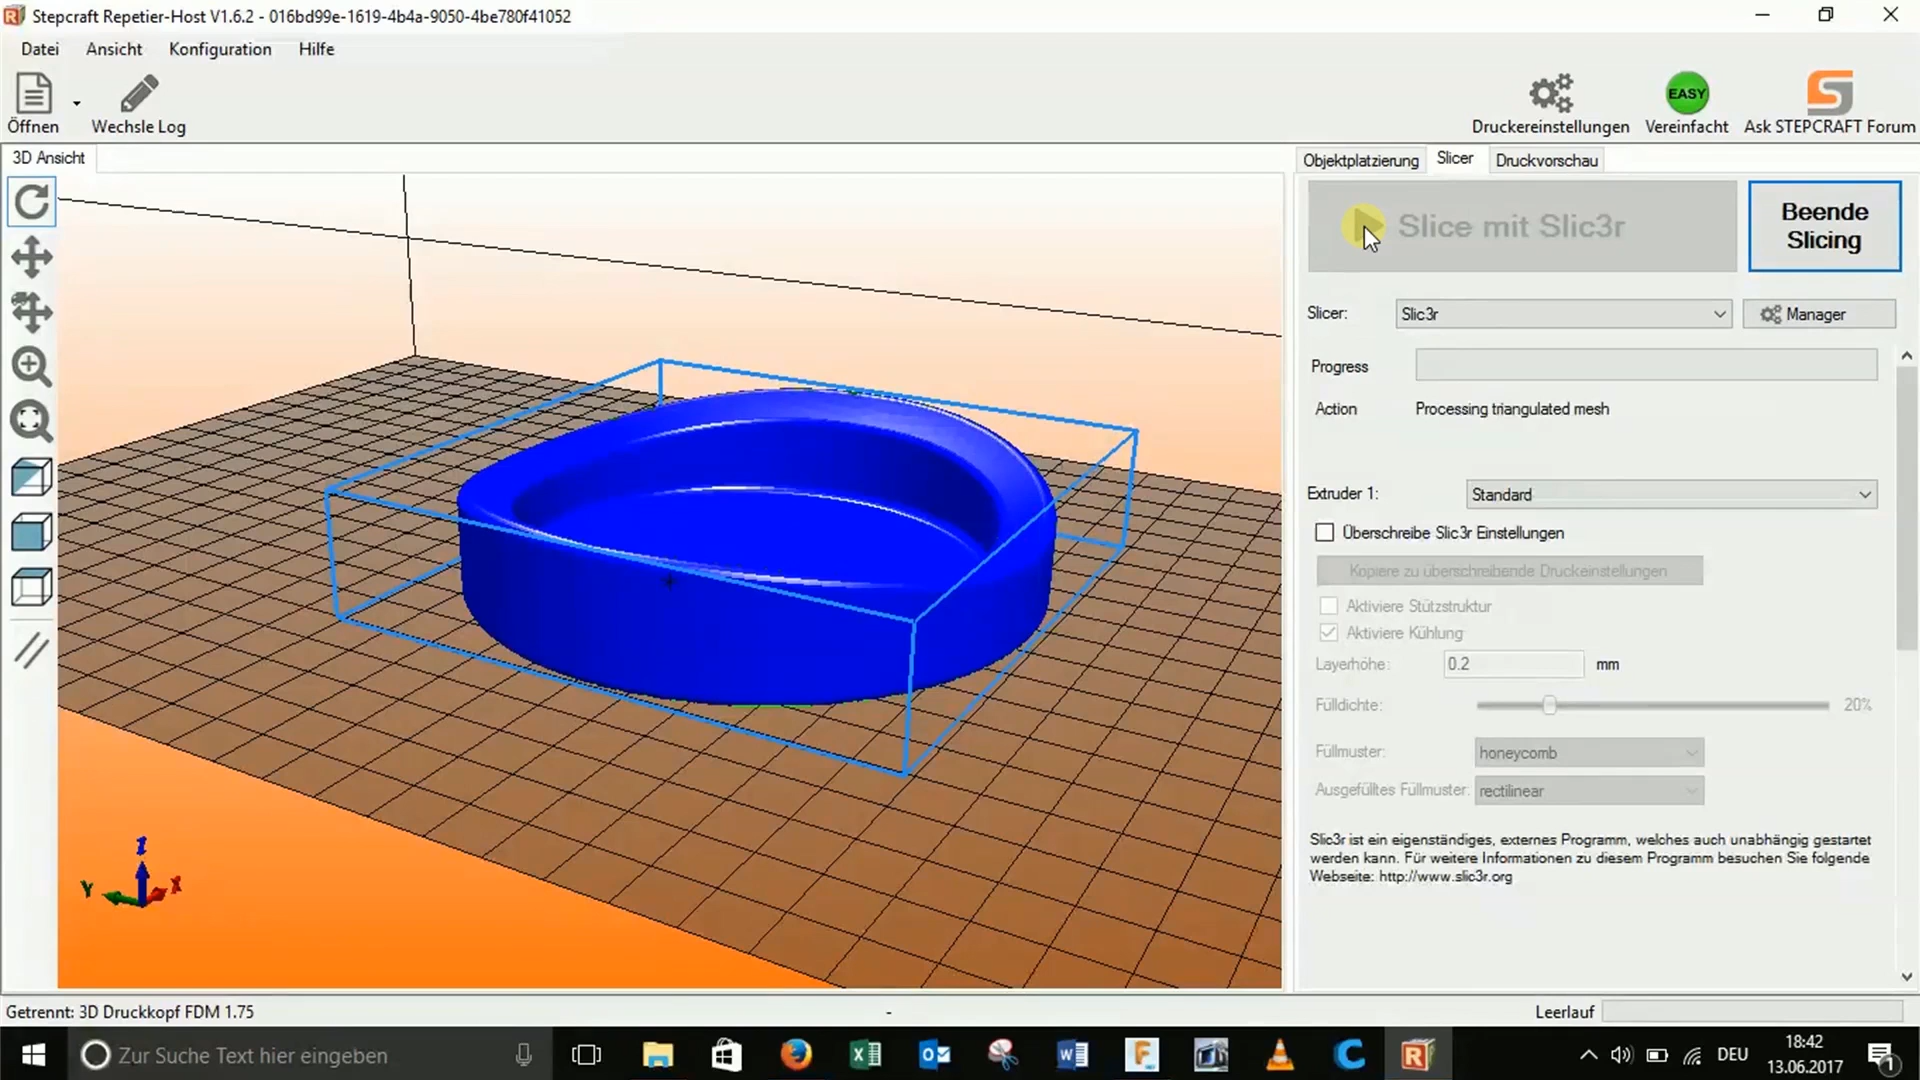 Stepcraft Repetier-Host V1.6.2 - 016bd99e-1619-4b4a-9050-4be780f41052
Datei Ansicht Konfiguration Hilfe
Öffnen Wechsle Log Druckereinstellungen EASY Vereinfacht Ask STEPCRAFT Forum
3D Ansicht
Objektplatzierung Slicer Druckvorschau
Slice mit Slic3r
Beende
Slicing
Slicer: Slic3r Manager
Progress
Action Processing triangulated mesh
Extruder 1: Standard
Überschreibe Slic3r Einstellungen
Kopiere zu überschreibende Druckeinstellungen
Aktiviere Stützstruktur
Aktiviere Kühlung
Layerhöhe: 0.2 mm
Fülldichte: 20%
Füllmuster: honeycomb
Ausgefülltes Füllmuster: rectilinear
Slic3r ist ein eigenständiges, externes Programm, welches auch unabhängig gestartet
werden kann. Für weitere Informationen zu diesem Programm besuchen Sie folgende
Webseite: http://www.slic3r.org
Z
Y X
Getrennt: 3D Druckkopf FDM 1.75 - Leerlauf
Zur Suche Text hier eingeben
DEU
18:42
13.06.2017
1